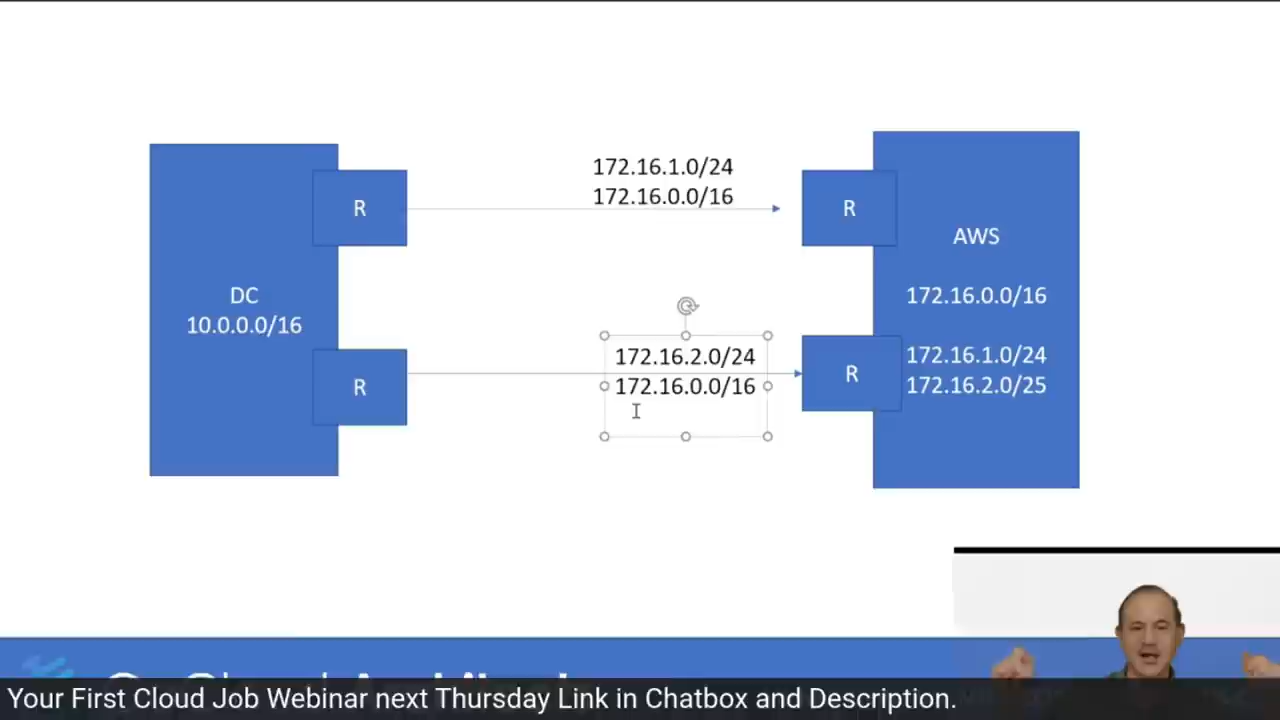 172.16.1.0/24
172.16.0.0/16
R
R
AWS
DC
10.0.0.0/16
172.16.0.0/16
172.16.2.0/24
172.16.0.0/16
172.16.1.0/24
172.16.2.0/25
R
R
Your First Cloud Job Webinar next Thursday Link in Chatbox and Description.